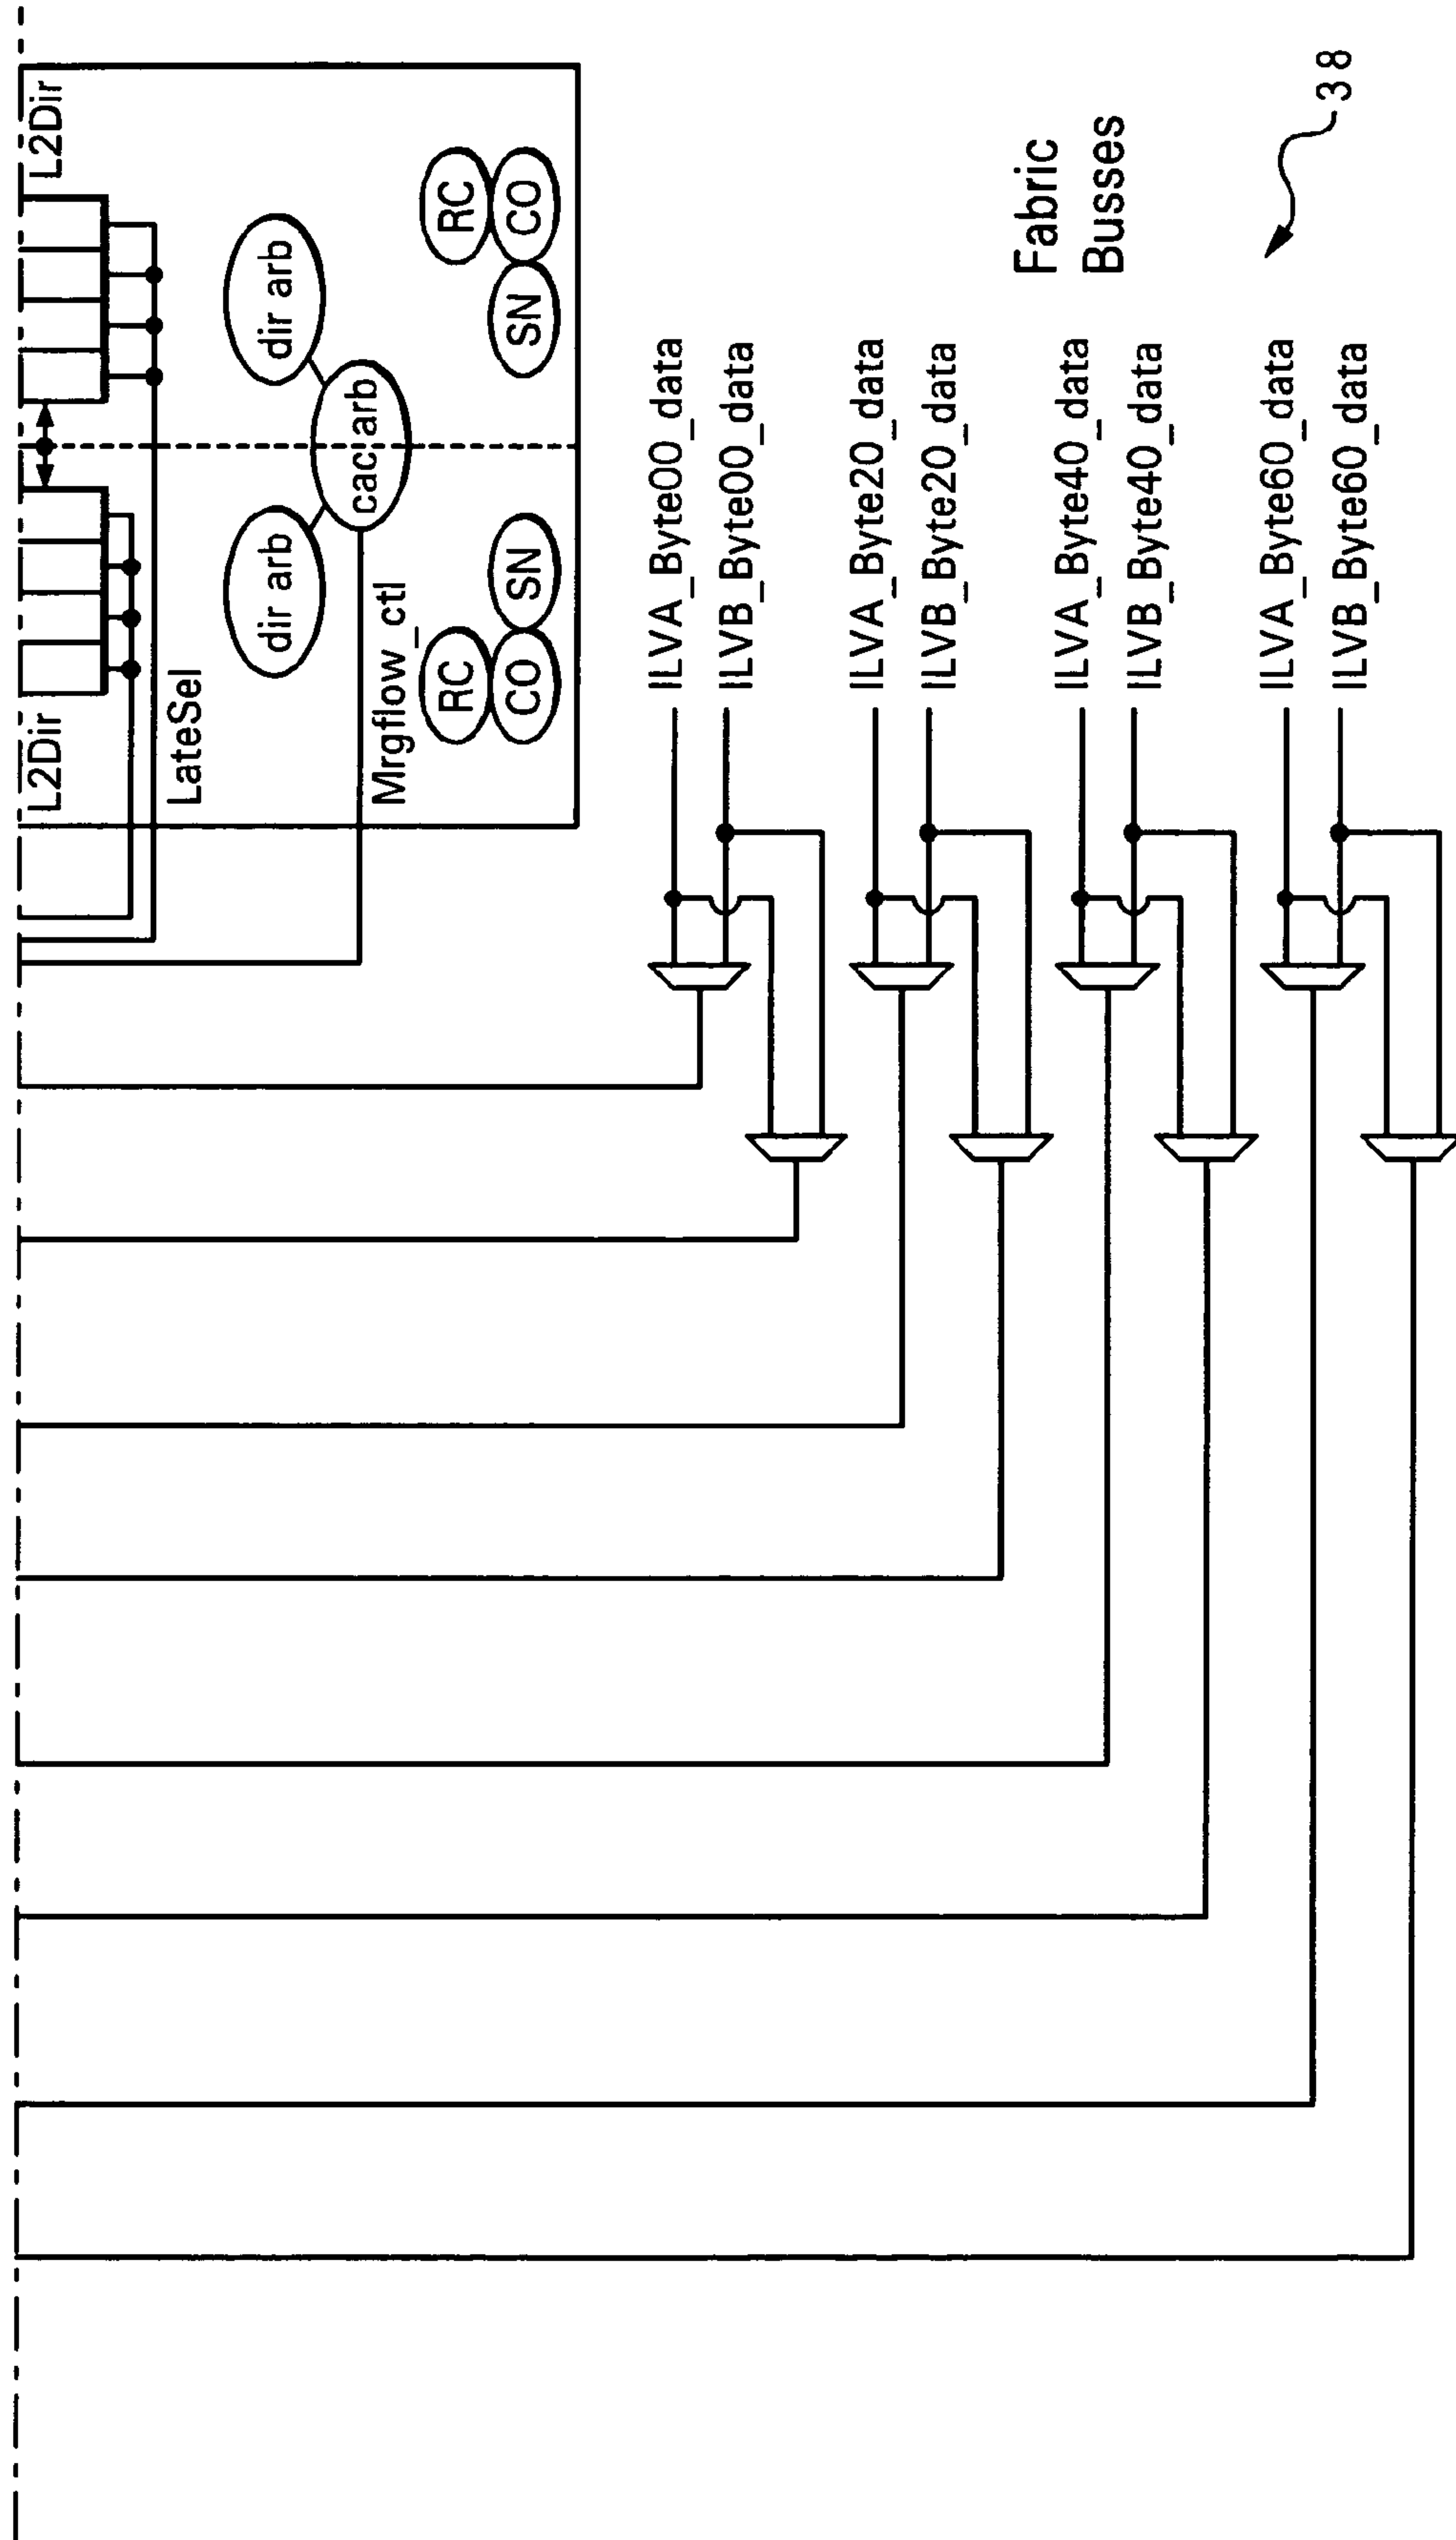 L2Dir
L2Dir
LateSel
dir arb
dir arb
cac arb
Mrgflow_ctl
RC
CO
SN
SN
RC
CO
ILVA_Byte00_data
ILVB_Byte00_data
ILVA_Byte20_data
ILVB_Byte20_data
ILVA_Byte40_data
ILVB_Byte40_data
ILVA_Byte60_data
ILVB_Byte60_data
Fabric
Busses
38